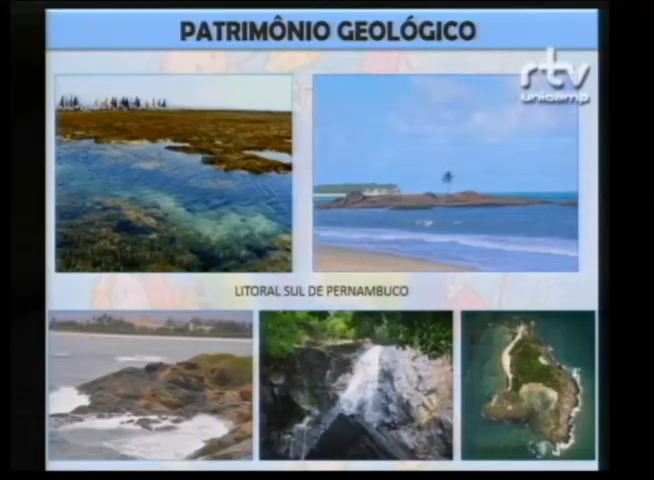 PATRIMÔNIO GEOLÓGICO
rtv
unicamp
LITORAL SUL DE PERNAMBUCO